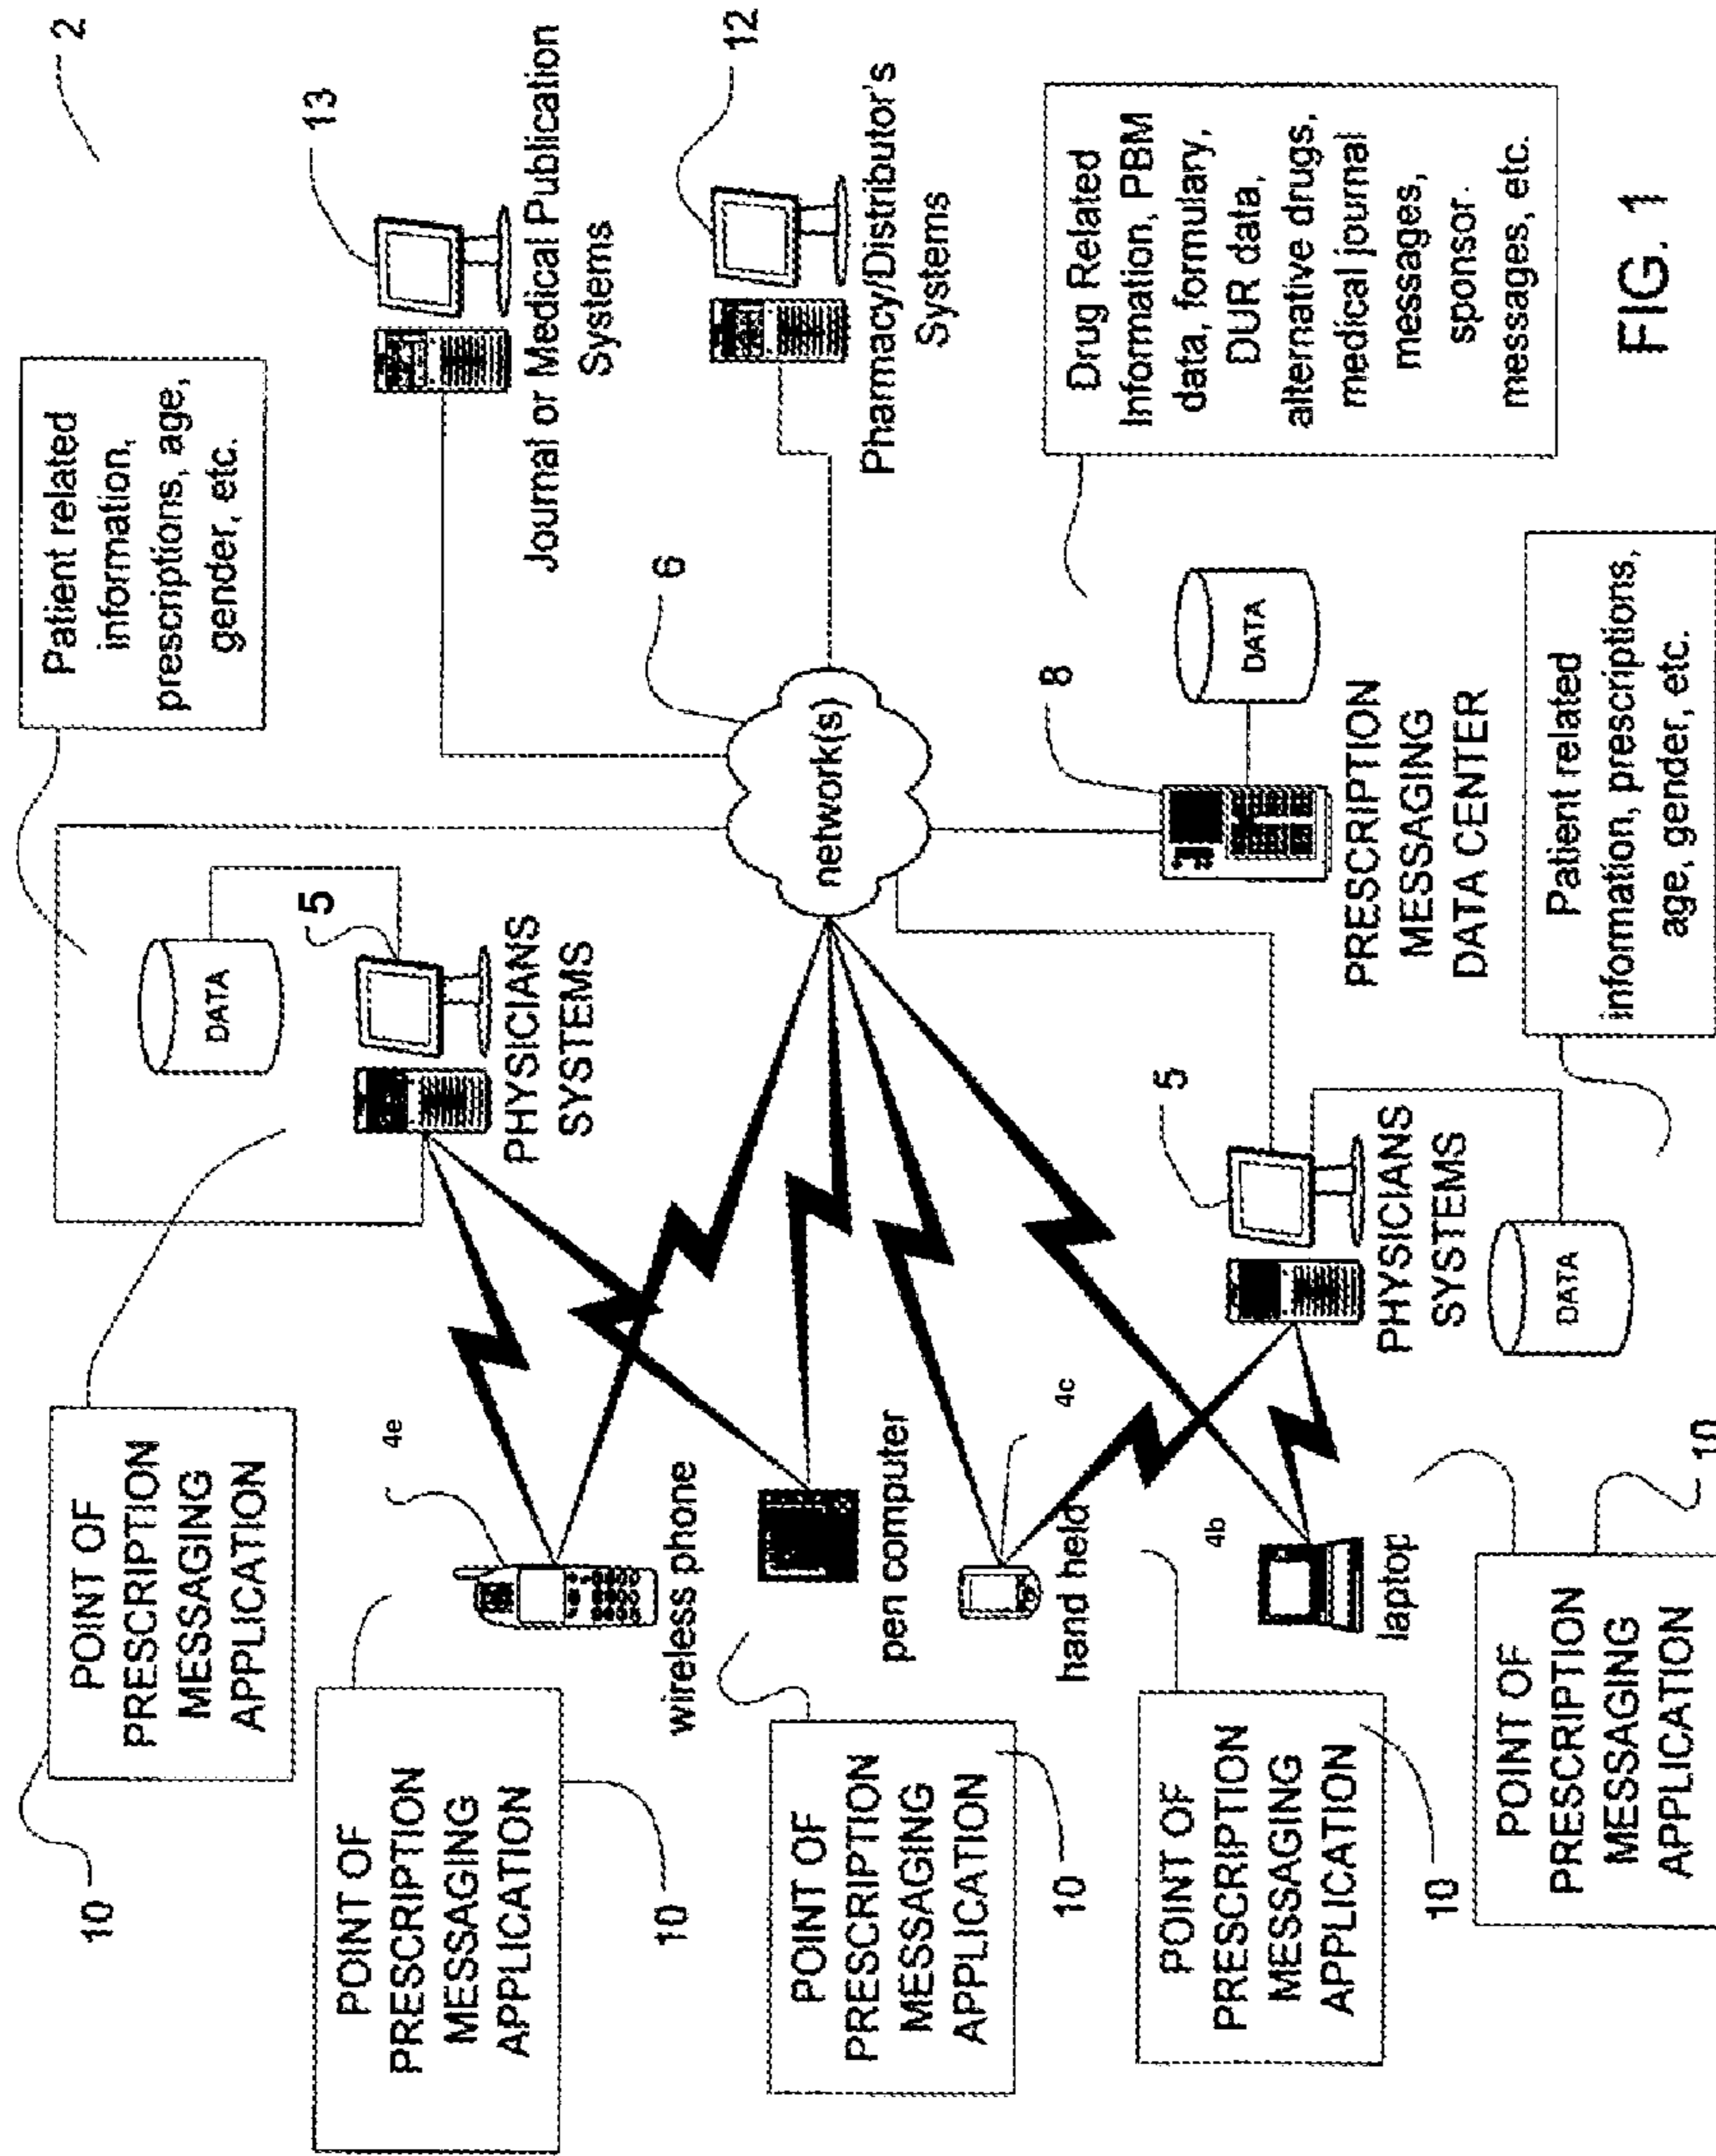 2
10
POINT OF
PRESCRIPTION
MESSAGING
APPLICATION
Patient related
information,
prescriptions, age,
gender, etc.
DATA
5
PHYSICIANS
SYSTEMS
13
Journal or Medical Publication
Systems
12
Pharmacy/Distributor's
Systems
POINT OF
PRESCRIPTION
MESSAGING
APPLICATION
10
4e
wireless phone
6
network(s)
POINT OF
PRESCRIPTION
MESSAGING
APPLICATION
10
pen computer
4c
hand held
POINT OF
PRESCRIPTION
MESSAGING
APPLICATION
10
4b
laptop
5
PHYSICIANS
SYSTEMS
DATA
8
DATA
PRESCRIPTION
MESSAGING
DATA CENTER
Drug Related
Information, PBM
data, formulary,
DUR data,
alternative drugs,
medical journal
messages,
sponsor.
messages, etc.
POINT OF
PRESCRIPTION
MESSAGING
APPLICATION
10
Patient related
information, prescriptions,
age, gender, etc.
FIG. 1